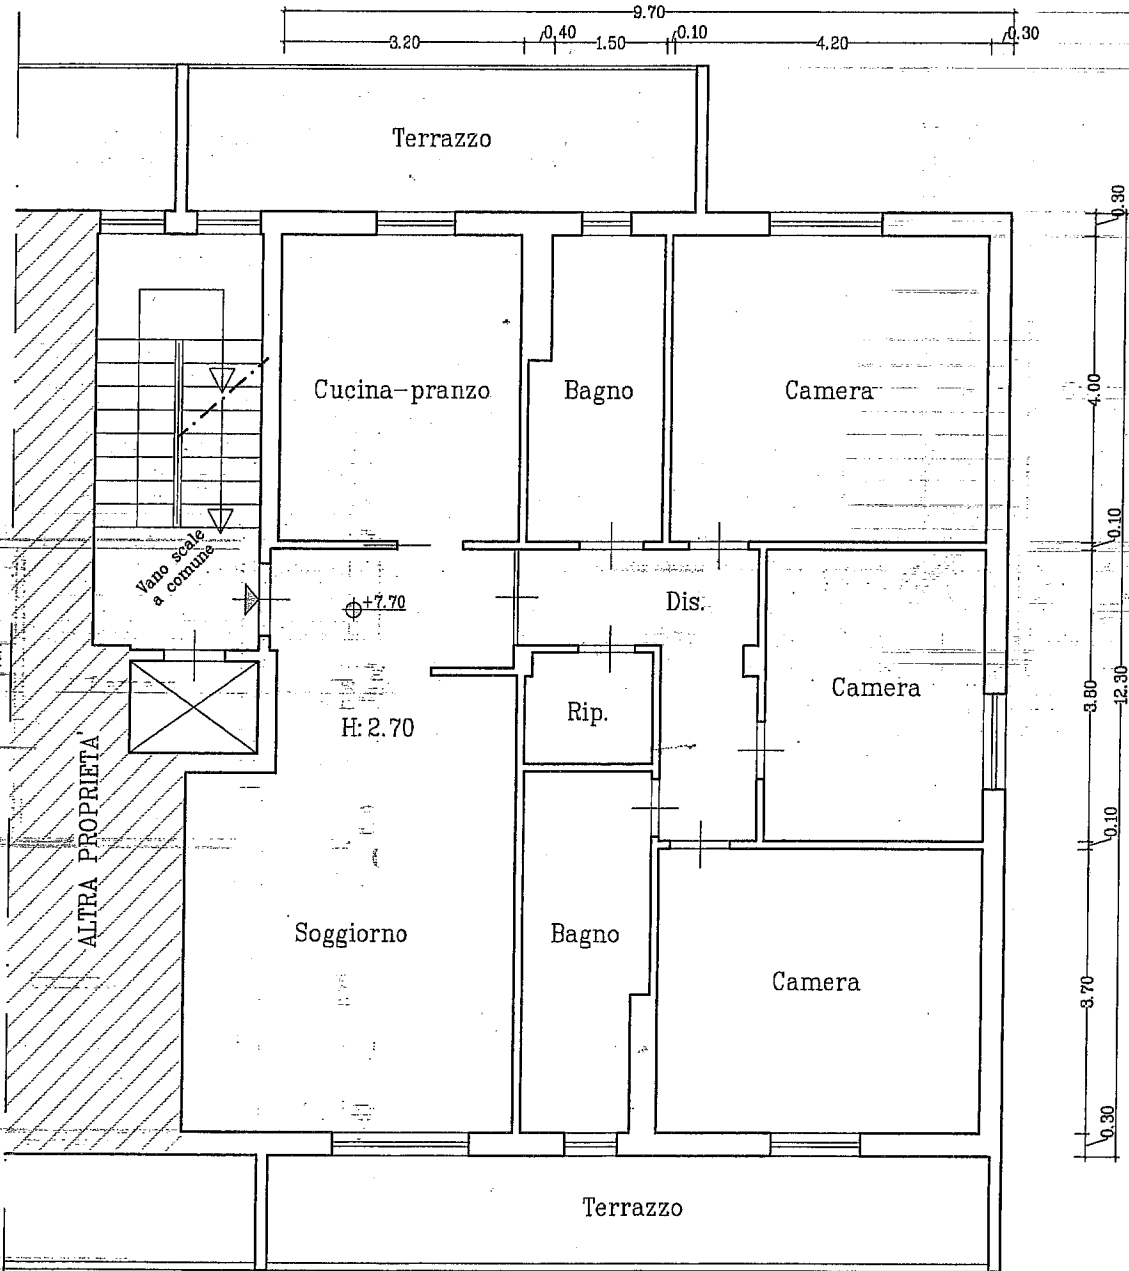 9.70
3.20
0,40
1.50
0.10
4.20
0.30
Terrazzo
0.30
Cucina-pranzo
Bagno
Camera
4.00
0.10
Vano scale
a comune
+7.70
Dis.
Camera
3.80
12.30
Rip.
H: 2.70
ALTRA PROPRIETA'
0.10
Soggiorno
Bagno
Camera
3.70
0.30
Terrazzo